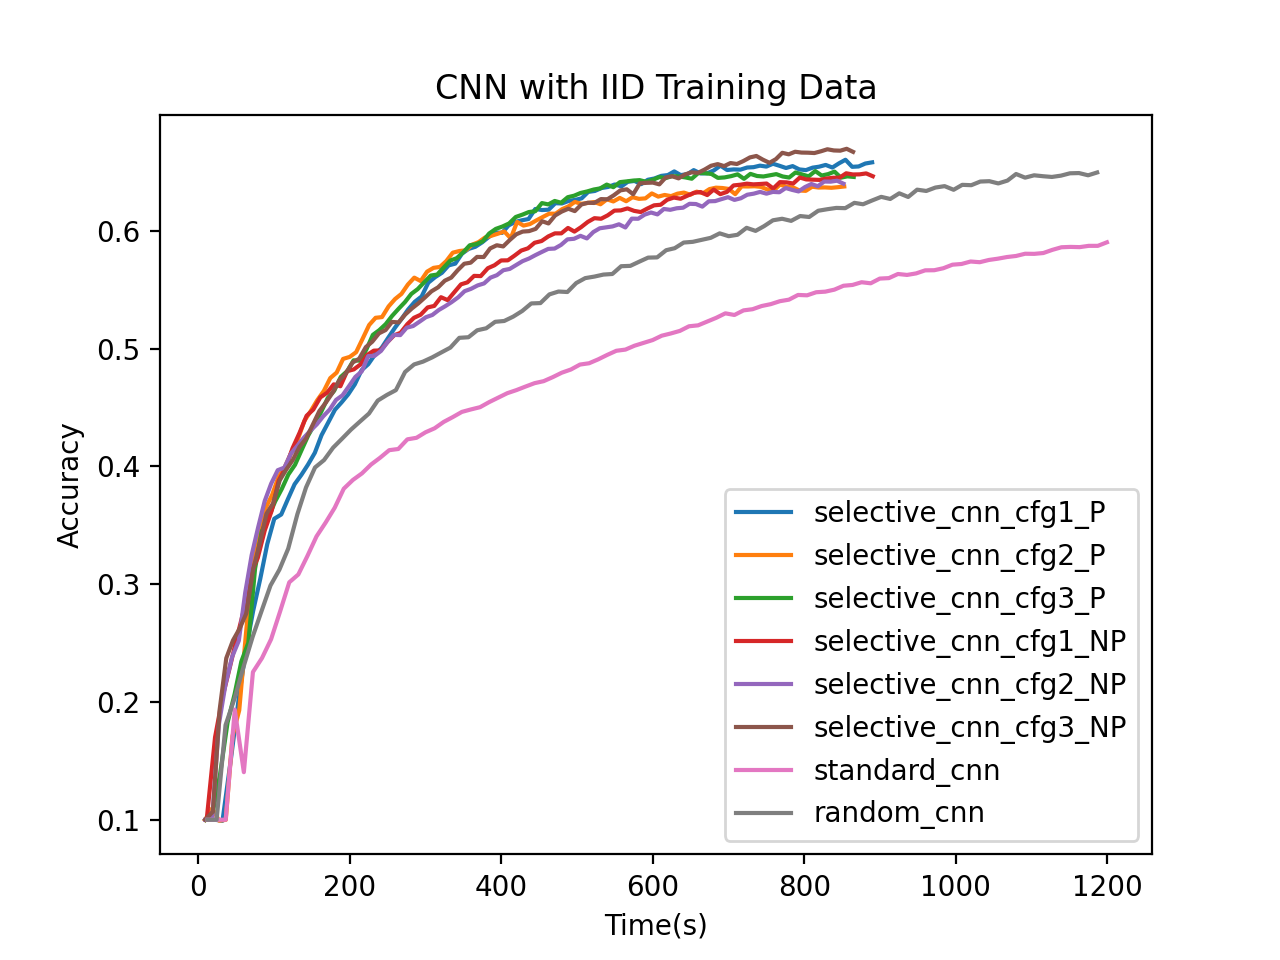 CNN with IID Training Data
Accuracy
0.6
0.5
0.4
0.3
0.2
0.1
selective_cnn_cfg1_P
selective_cnn_cfg2_P
selective_cnn_cfg3_P
selective_cnn_cfg1_NP
selective_cnn_cfg2_NP
selective_cnn_cfg3_NP
standard_cnn
random_cnn
0 200 400 600 800 1000 1200
Time(s)